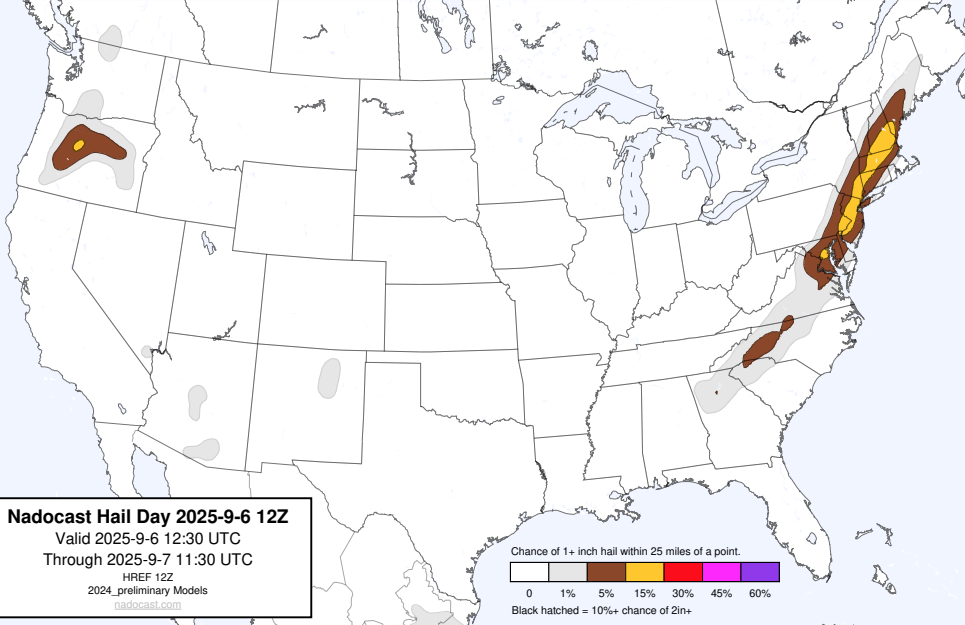 Nadocast Hail Day 2025-9-6 12Z
Valid 2025-9-6 12:30 UTC
Through 2025-9-7 11:30 UTC
HREF 12Z
2024_preliminary Models
nadocast.com
Chance of 1+ inch hail within 25 miles of a point.
0 1% 5% 15% 30% 45% 60%
Black hatched = 10%+ chance of 2in+